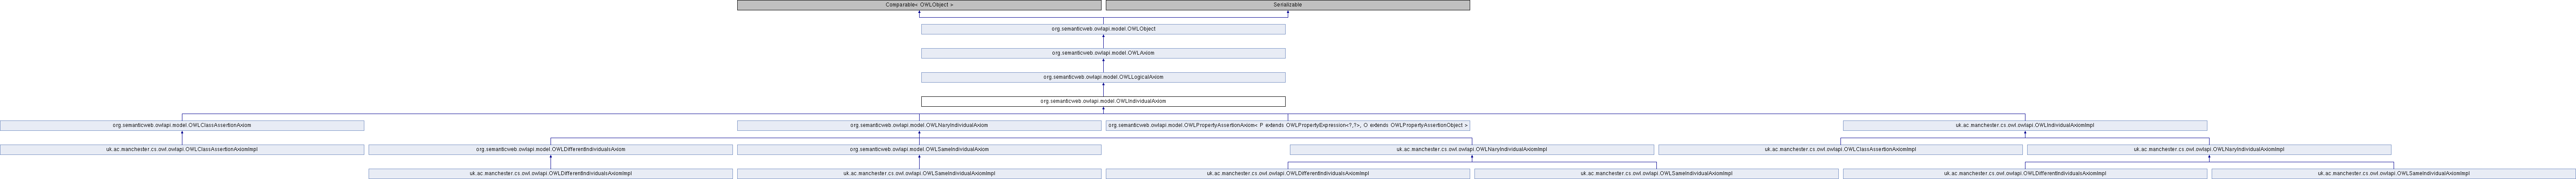 Comparable< OWLObject >
Serializable
org.semanticweb.owlapi.model.OWLObject
org.semanticweb.owlapi.model.OWLAxiom
org.semanticweb.owlapi.model.OWLLogicalAxiom
org.semanticweb.owlapi.model.OWLIndividualAxiom
org.semanticweb.owlapi.model.OWLClassAssertionAxiom
org.semanticweb.owlapi.model.OWLNaryIndividualAxiom
org.semanticweb.owlapi.model.OWLPropertyAssertionAxiom< P extends OWLPropertyExpression<?,?>, O extends OWLPropertyAssertionObject >
uk.ac.manchester.cs.owl.owlapi.OWLIndividualAxiomImpl
uk.ac.manchester.cs.owl.owlapi.OWLClassAssertionAxiomImpl
org.semanticweb.owlapi.model.OWLDifferentIndividualsAxiom
org.semanticweb.owlapi.model.OWLSameIndividualAxiom
uk.ac.manchester.cs.owl.owlapi.OWLNaryIndividualAxiomImpl
uk.ac.manchester.cs.owl.owlapi.OWLClassAssertionAxiomImpl
uk.ac.manchester.cs.owl.owlapi.OWLNaryIndividualAxiomImpl
uk.ac.manchester.cs.owl.owlapi.OWLDifferentIndividualsAxiomImpl
uk.ac.manchester.cs.owl.owlapi.OWLSameIndividualAxiomImpl
uk.ac.manchester.cs.owl.owlapi.OWLDifferentIndividualsAxiomImpl
uk.ac.manchester.cs.owl.owlapi.OWLSameIndividualAxiomImpl
uk.ac.manchester.cs.owl.owlapi.OWLDifferentIndividualsAxiomImpl
uk.ac.manchester.cs.owl.owlapi.OWLSameIndividualAxiomImpl